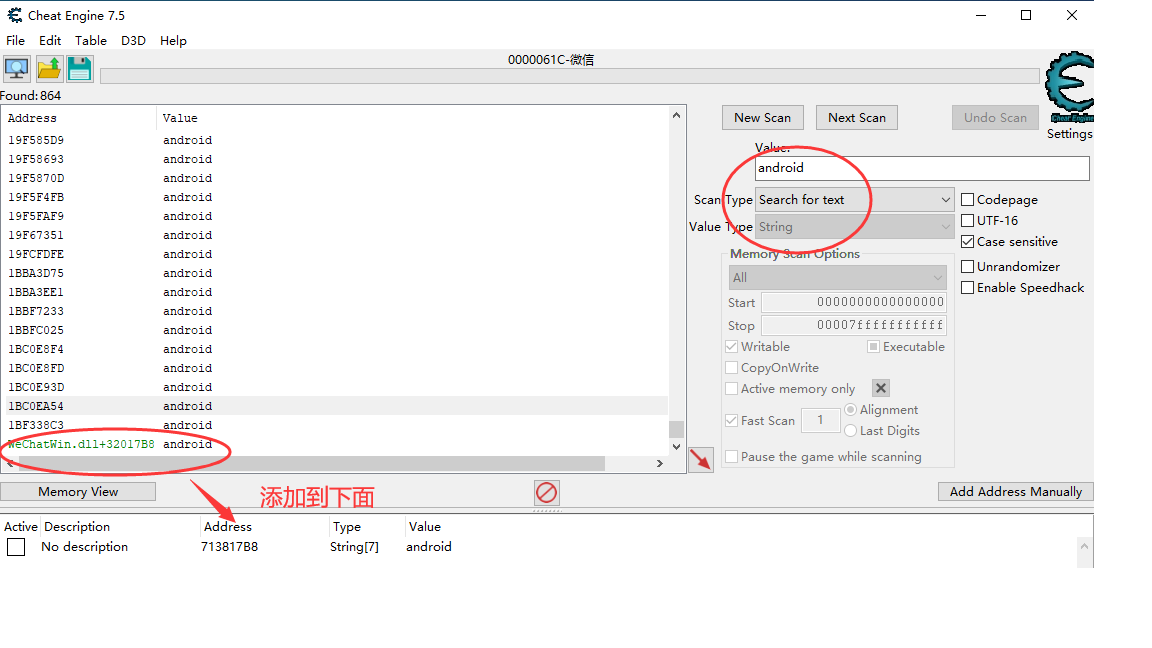 Cheat Engine 7.5
File Edit Table D3D Help
0000061C-微信
Found:864
Address Value
19F585D9 android
19F58693 android
19F5870D android
19F5F4FB android
19F5FAF9 android
19F67351 android
19FCFDFE android
1BBA3D75 android
1BBA3EE1 android
1BBF7233 android
1BBFC025 android
1BC0E8F4 android
1BC0E8FD android
1BC0E93D android
1BC0EA54 android
1BF338C3 android
WeChatWin.dll+32017B8 android
New Scan Next Scan Undo Scan
Cheat Engine
Settings
Value:
android
Scan Type Search for text
Value Type String
Codepage
UTF-16
Case sensitive
Unrandomizer
Enable Speedhack
Memory Scan Options
All
Start 0000000000000000
Stop 00007fffffffffff
Writable Executable
CopyOnWrite
Active memory only
Fast Scan 1 Alignment
Last Digits
Pause the game while scanning
Memory View Add Address Manually
添加到下面
Active Description Address Type Value
No description 713817B8 String[7] android